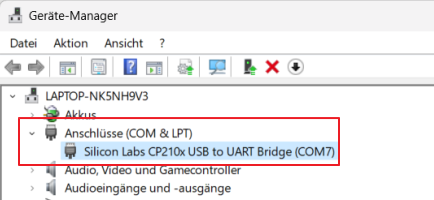 Geräte-Manager
Datei Aktion Ansicht ?
LAPTOP-NK5NH9V3
Akkus
Anschlüsse (COM & LPT)
Silicon Labs CP210x USB to UART Bridge (COM7)
Audio, Video und Gamecontroller
Audioeingänge und -ausgänge